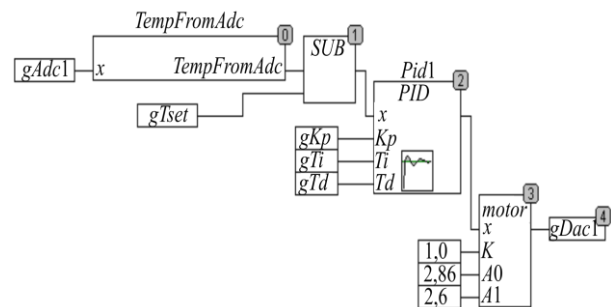 TempFromAdc
0
gAdc1
x
TempFromAdc
1
SUB
gTset
Pid1
2
PID
x
gKp
Kp
gTi
Ti
gTd
Td
3
motor
x
4
gDac1
1,0
K
2,86
A0
2,6
A1